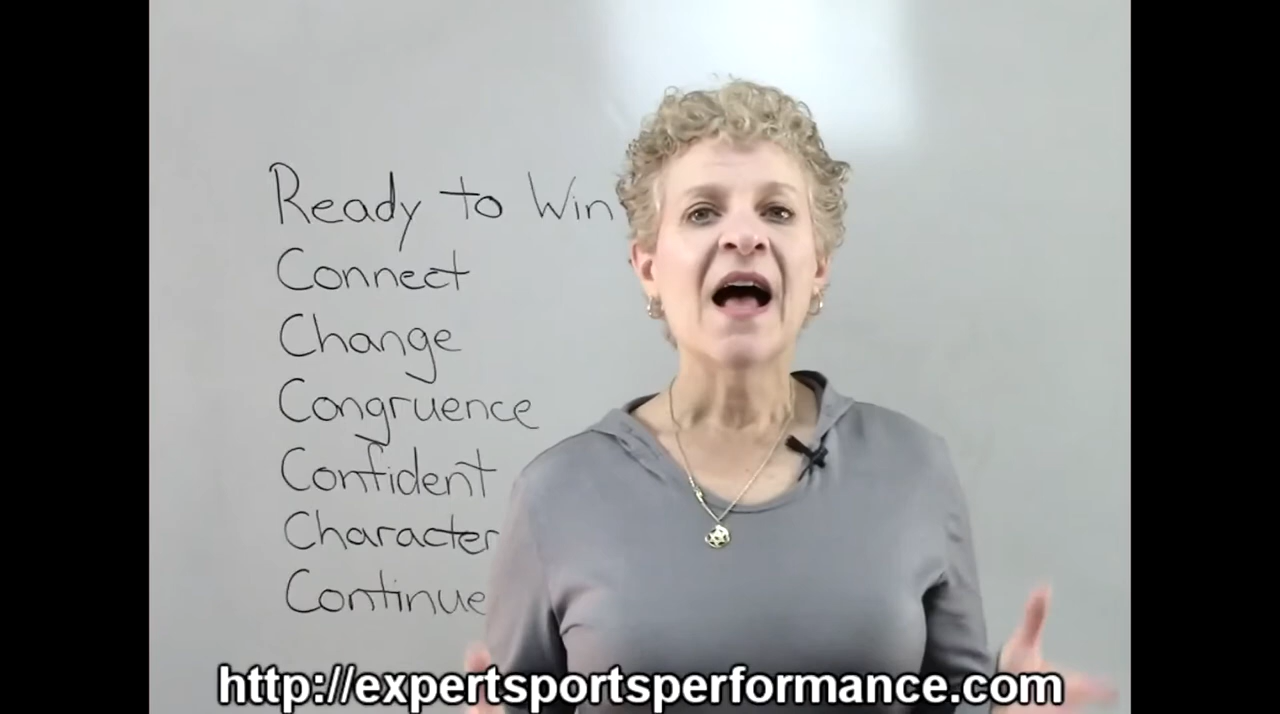 Ready to Win
Connect
Change
Congruence
Confident
Character
Continue
http://expertsportsperformance.com